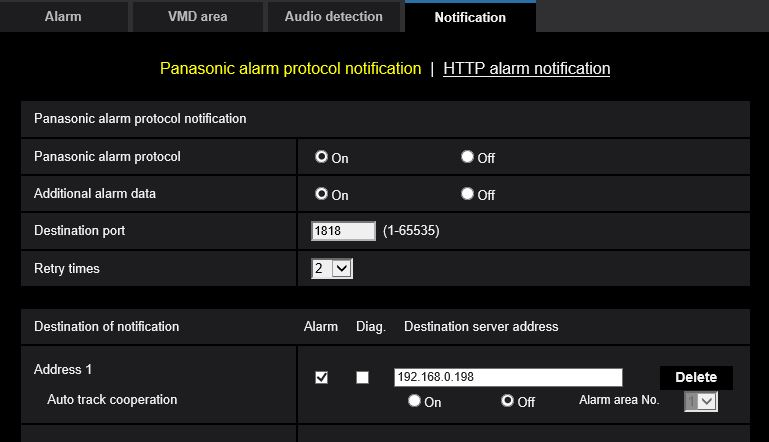 Alarm VMD area Audio detection Notification
Panasonic alarm protocol notification | HTTP alarm notification
Panasonic alarm protocol notification
Panasonic alarm protocol On Off
Additional alarm data On Off
Destination port 1818 (1-65535)
Retry times 2
Destination of notification Alarm Diag. Destination server address
Address 1 192.168.0.198 Delete
Auto track cooperation On Off Alarm area No. 1